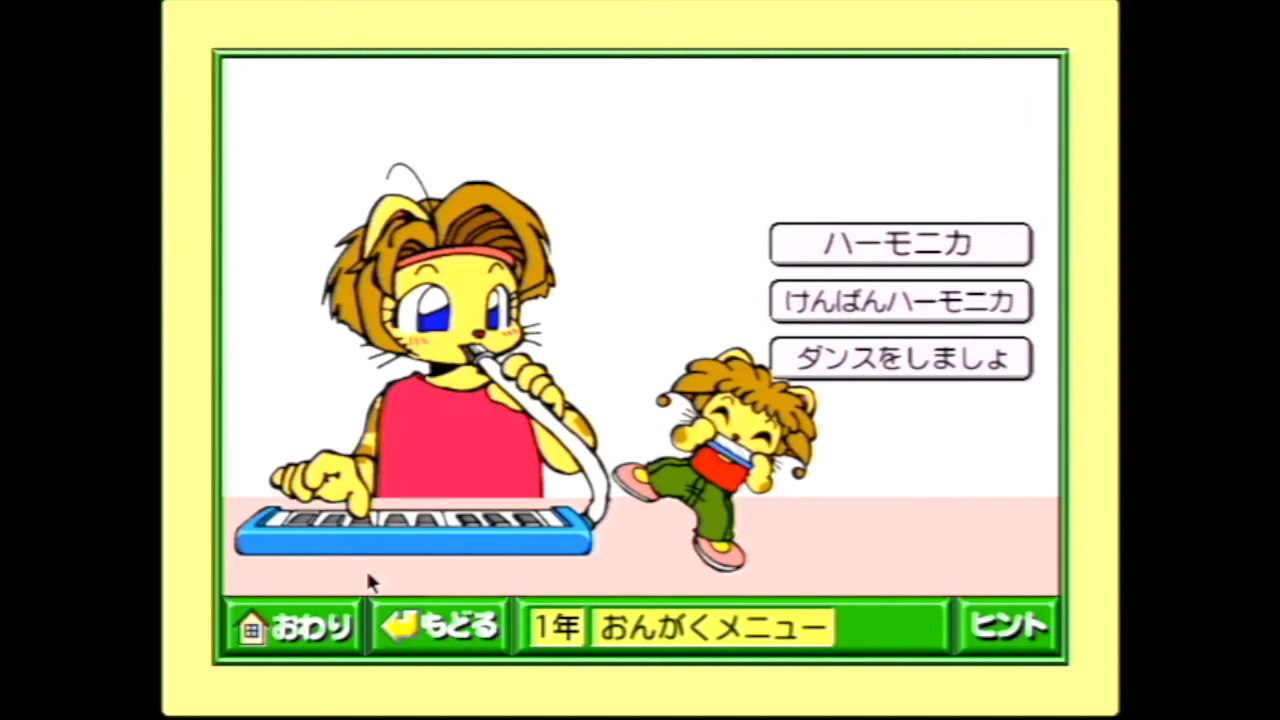 ハーモニカ
けんばんハーモニカ
ダンスをしましょ
おわり
もどる
1年 おんがくメニュー
ヒント